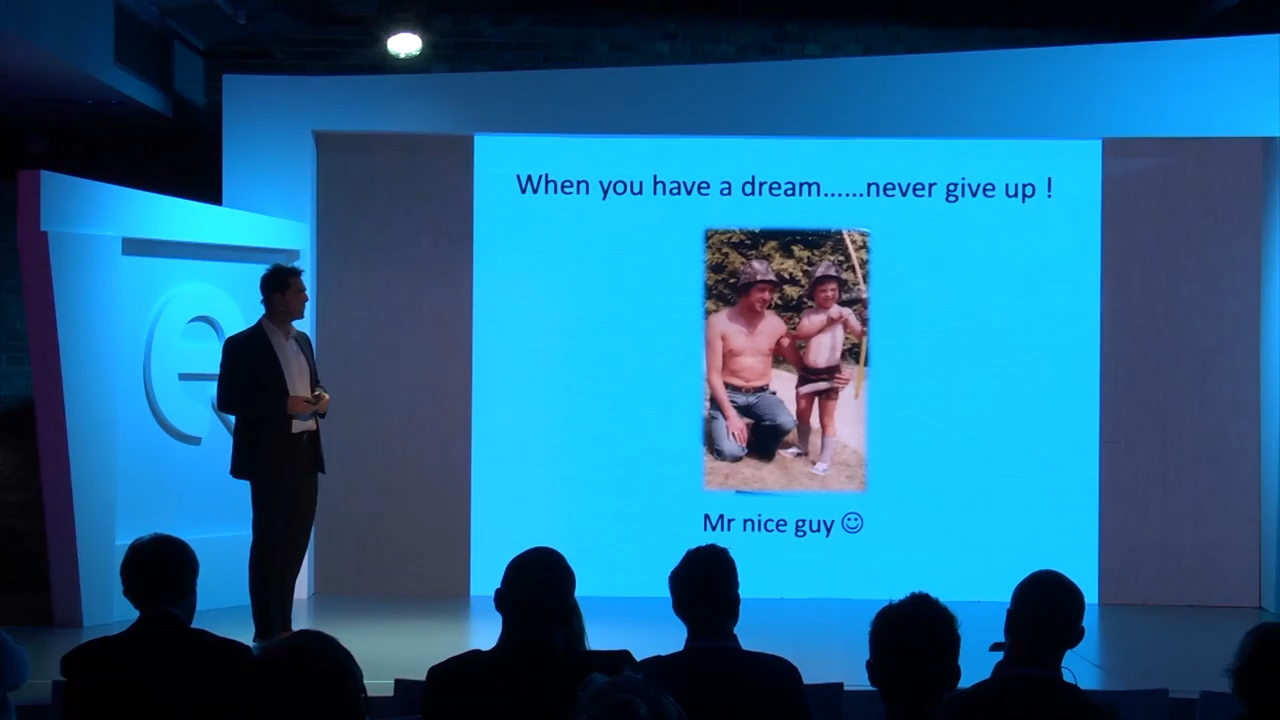 When you have a dream......never give up !
Mr nice guy ☺